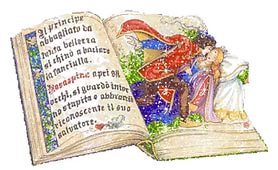 Il principe
abbagliato da
tanta bellezza
si chinò a baciare
la fanciulla.
Rosaspina aprì gli
occhi, si guardò intor
no stupita e abbracciò
riconoscente il suo
salvatore.